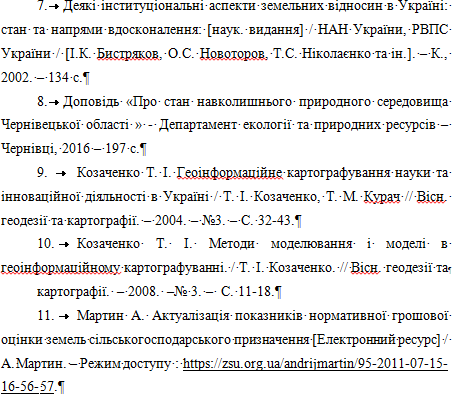 7. Деякі інституціональні аспекти земельних відносин в Україні:
стан та напрями вдосконалення: [наук. видання] / НАН України, РВПС
України / [І.К. Бистряков, О.С. Новоторов, Т.С. Ніколаєнко та ін.]. – К.,
2002. – 134 с.
8. Доповідь «Про стан навколишнього природного середовища
Чернівецької області » - Департамент екології та природних ресурсів –
Чернівці, 2016 – 197 с.
9. Козаченко Т. І. Геоінформаційне картографування науки та
інноваційної діяльності в Україні / Т. І. Козаченко, Т. М. Курач // Вісн.
геодезії та картографії. – 2004. – №3. – С. 32-43.
10. Козаченко Т. І. Методи моделювання і моделі в
геоінформаційному картографуванні. / Т. І. Козаченко. // Вісн. геодезії та
картографії. – 2008. –№ 3. – С. 11-18.
11. Мартин А. Актуалізація показників нормативної грошової
оцінки земель сільськогосподарського призначення [Електронний ресурс] /
А. Мартин. – Режим доступу : https://zsu.org.ua/andrijmartin/95-2011-07-15-
16-56-57.